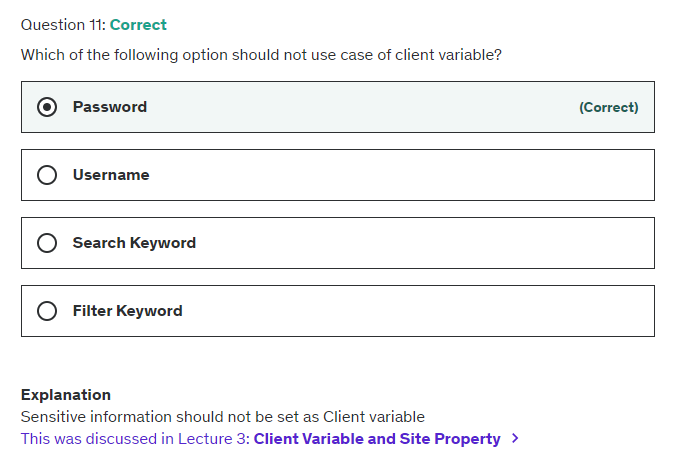 Question 11: Correct
Which of the following option should not use case of client variable?
Password (Correct)
Username
Search Keyword
Filter Keyword
Explanation
Sensitive information should not be set as Client variable
This was discussed in Lecture 3: Client Variable and Site Property >